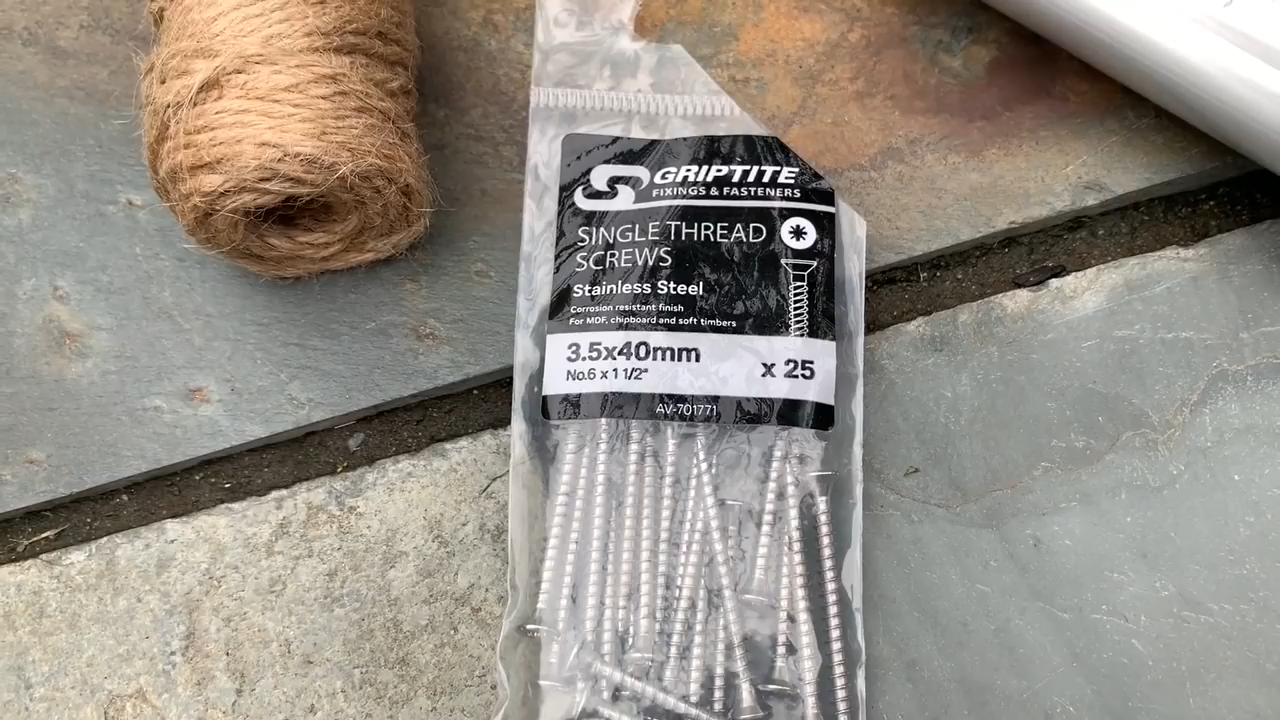 GRIPTITE
FIXINGS & FASTENERS
SINGLE THREAD
SCREWS
Stainless Steel
Corrosion resistant finish
For MDF, chipboard and soft timbers
3.5x40mm
No.6 x 1 1/2"
x 25
AV-701771